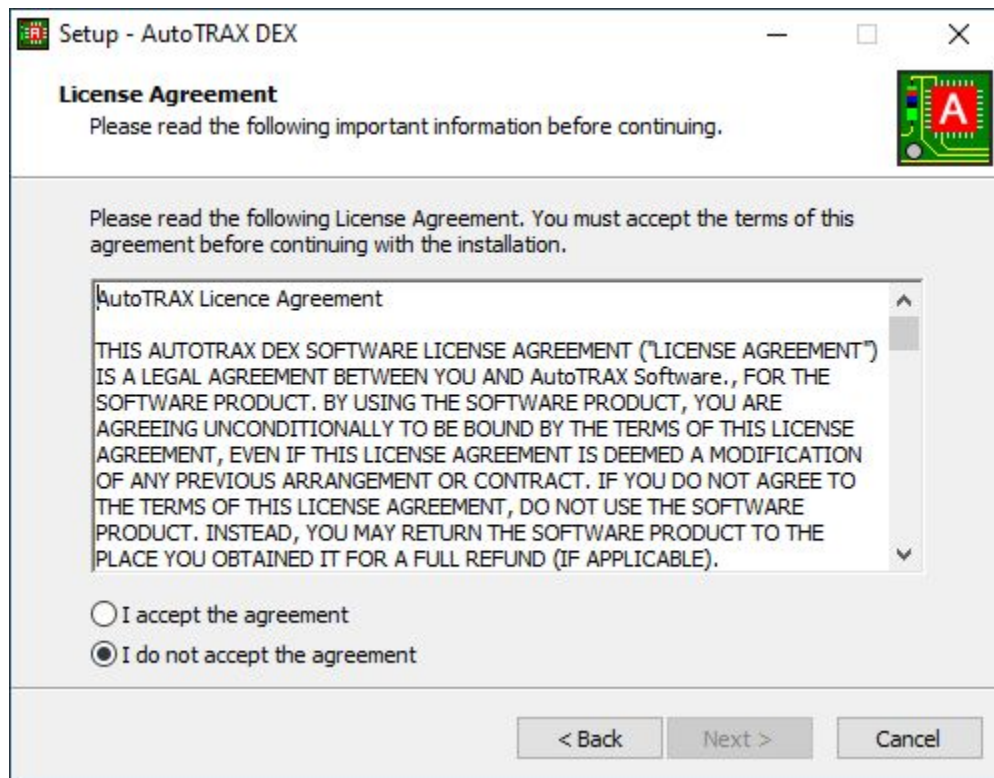 Setup - AutoTRAX DEX
License Agreement
Please read the following important information before continuing.
A
Please read the following License Agreement. You must accept the terms of this
agreement before continuing with the installation.
AutoTRAX Licence Agreement
THIS AUTOTRAX DEX SOFTWARE LICENSE AGREEMENT ("LICENSE AGREEMENT")
IS A LEGAL AGREEMENT BETWEEN YOU AND AutoTRAX Software., FOR THE
SOFTWARE PRODUCT. BY USING THE SOFTWARE PRODUCT, YOU ARE
AGREEING UNCONDITIONALLY TO BE BOUND BY THE TERMS OF THIS LICENSE
AGREEMENT, EVEN IF THIS LICENSE AGREEMENT IS DEEMED A MODIFICATION
OF ANY PREVIOUS ARRANGEMENT OR CONTRACT. IF YOU DO NOT AGREE TO
THE TERMS OF THIS LICENSE AGREEMENT, DO NOT USE THE SOFTWARE
PRODUCT. INSTEAD, YOU MAY RETURN THE SOFTWARE PRODUCT TO THE
PLACE YOU OBTAINED IT FOR A FULL REFUND (IF APPLICABLE).
I accept the agreement
I do not accept the agreement
< Back
Next >
Cancel